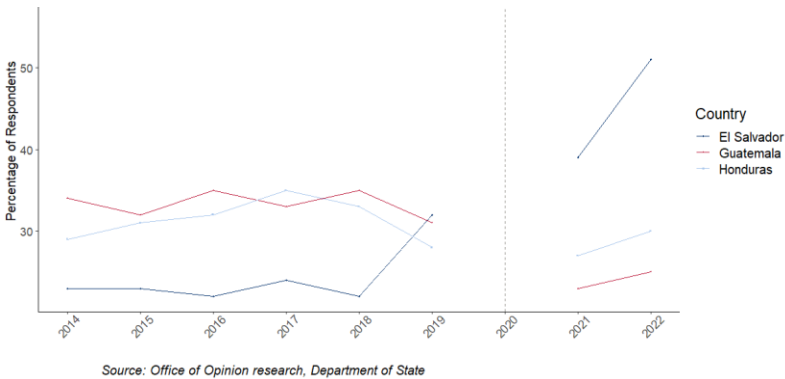 Percentage of Respondents
50
40
30
2014
2015
2016
2017
2018
2019
2020
2021
2022
Country
El Salvador
Guatemala
Honduras
Source: Office of Opinion research, Department of State